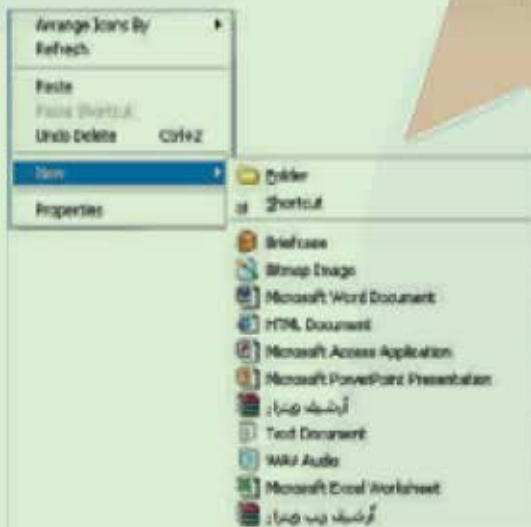 Arrange Icons By
Refresh
Paste
Paste Shortcut
Undo Delete Ctrl+Z
New
Properties
Folder
Shortcut
Briefcase
Bitmap Image
Microsoft Word Document
HTML Document
Microsoft Access Application
Microsoft PowerPoint Presentation
أرشيف وينرار
Text Document
WAV Audio
Microsoft Excel Worksheet
أرشيف زيب وينرار